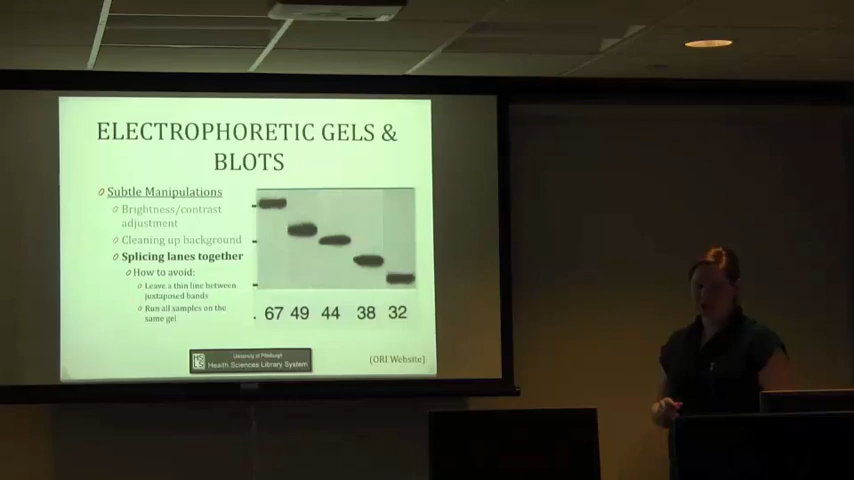 ELECTROPHORETIC GELS &
BLOTS
Subtle Manipulations
Brightness/contrast
adjustment
Cleaning up background
Splicing lanes together
How to avoid:
Leave a thin line between
juxtaposed bands
Run all samples on the
same gel
67 49 44 38 32
University of Pittsburgh
Health Sciences Library System
(ORI Website)